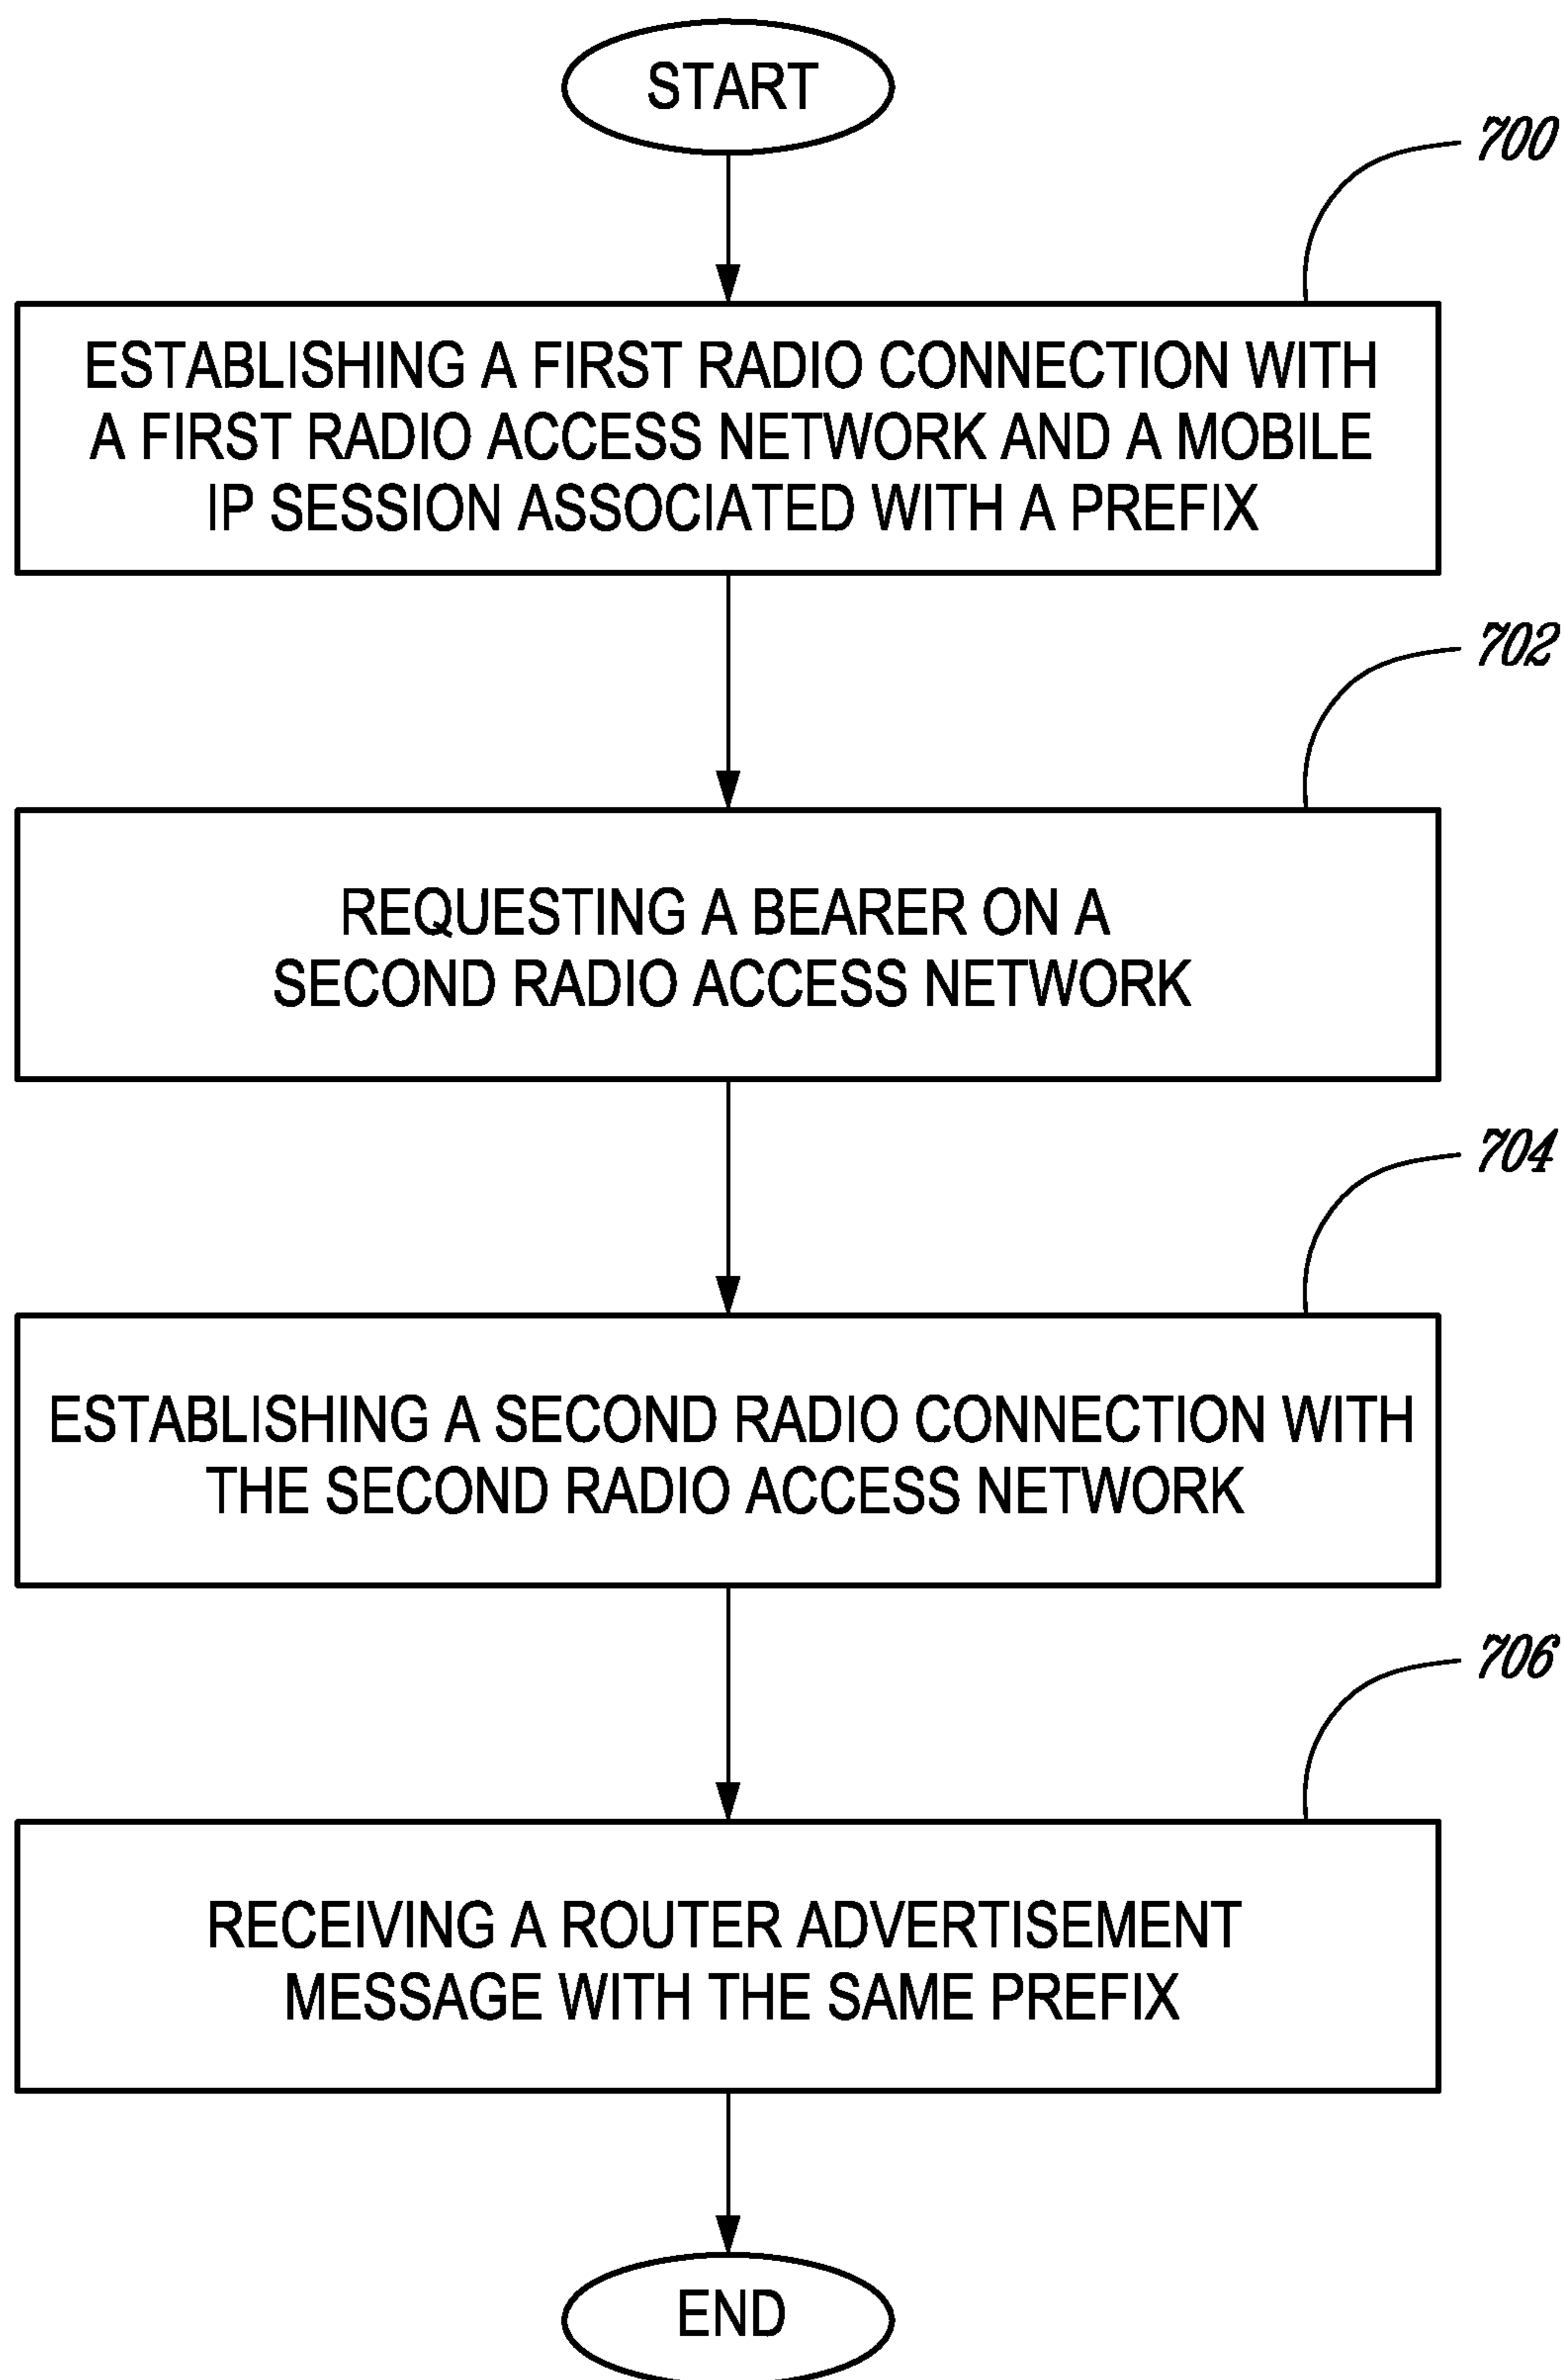 START
700
ESTABLISHING A FIRST RADIO CONNECTION WITH
A FIRST RADIO ACCESS NETWORK AND A MOBILE
IP SESSION ASSOCIATED WITH A PREFIX
702
REQUESTING A BEARER ON A
SECOND RADIO ACCESS NETWORK
704
ESTABLISHING A SECOND RADIO CONNECTION WITH
THE SECOND RADIO ACCESS NETWORK
706
RECEIVING A ROUTER ADVERTISEMENT
MESSAGE WITH THE SAME PREFIX
END